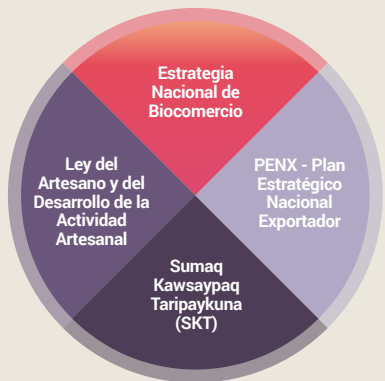 Estrategia
Nacional de
Biocomercio
Ley del
Artesano y del
Desarrollo de la
Actividad
Artesanal
PENX - Plan
Estratégico
Nacional
Exportador
Sumaq
Kawsaypaq
Taripaykuna
(SKT)